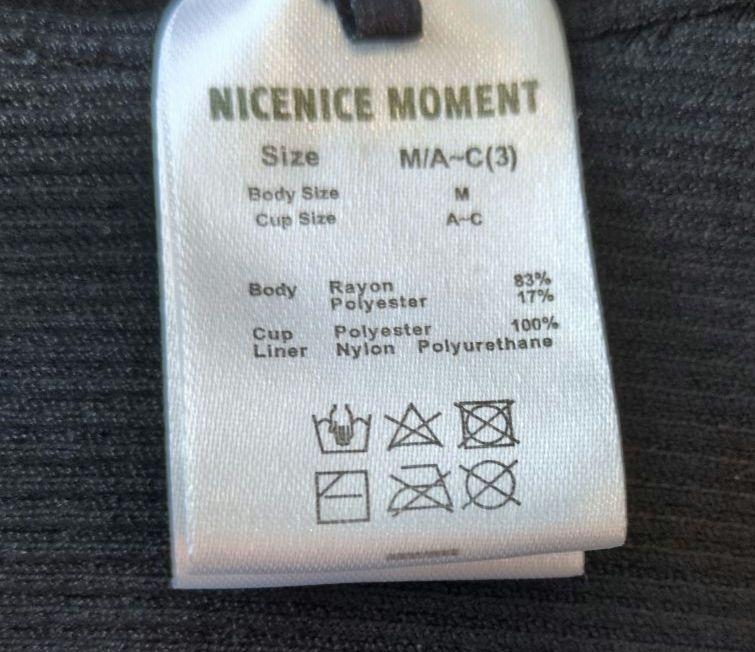 NICENICE MOMENT
Size M/A~C(3)
Body Size M
Cup Size A~C
Body Rayon 83%
Polyester 17%
Cup Polyester 100%
Liner Nylon Polyurethane